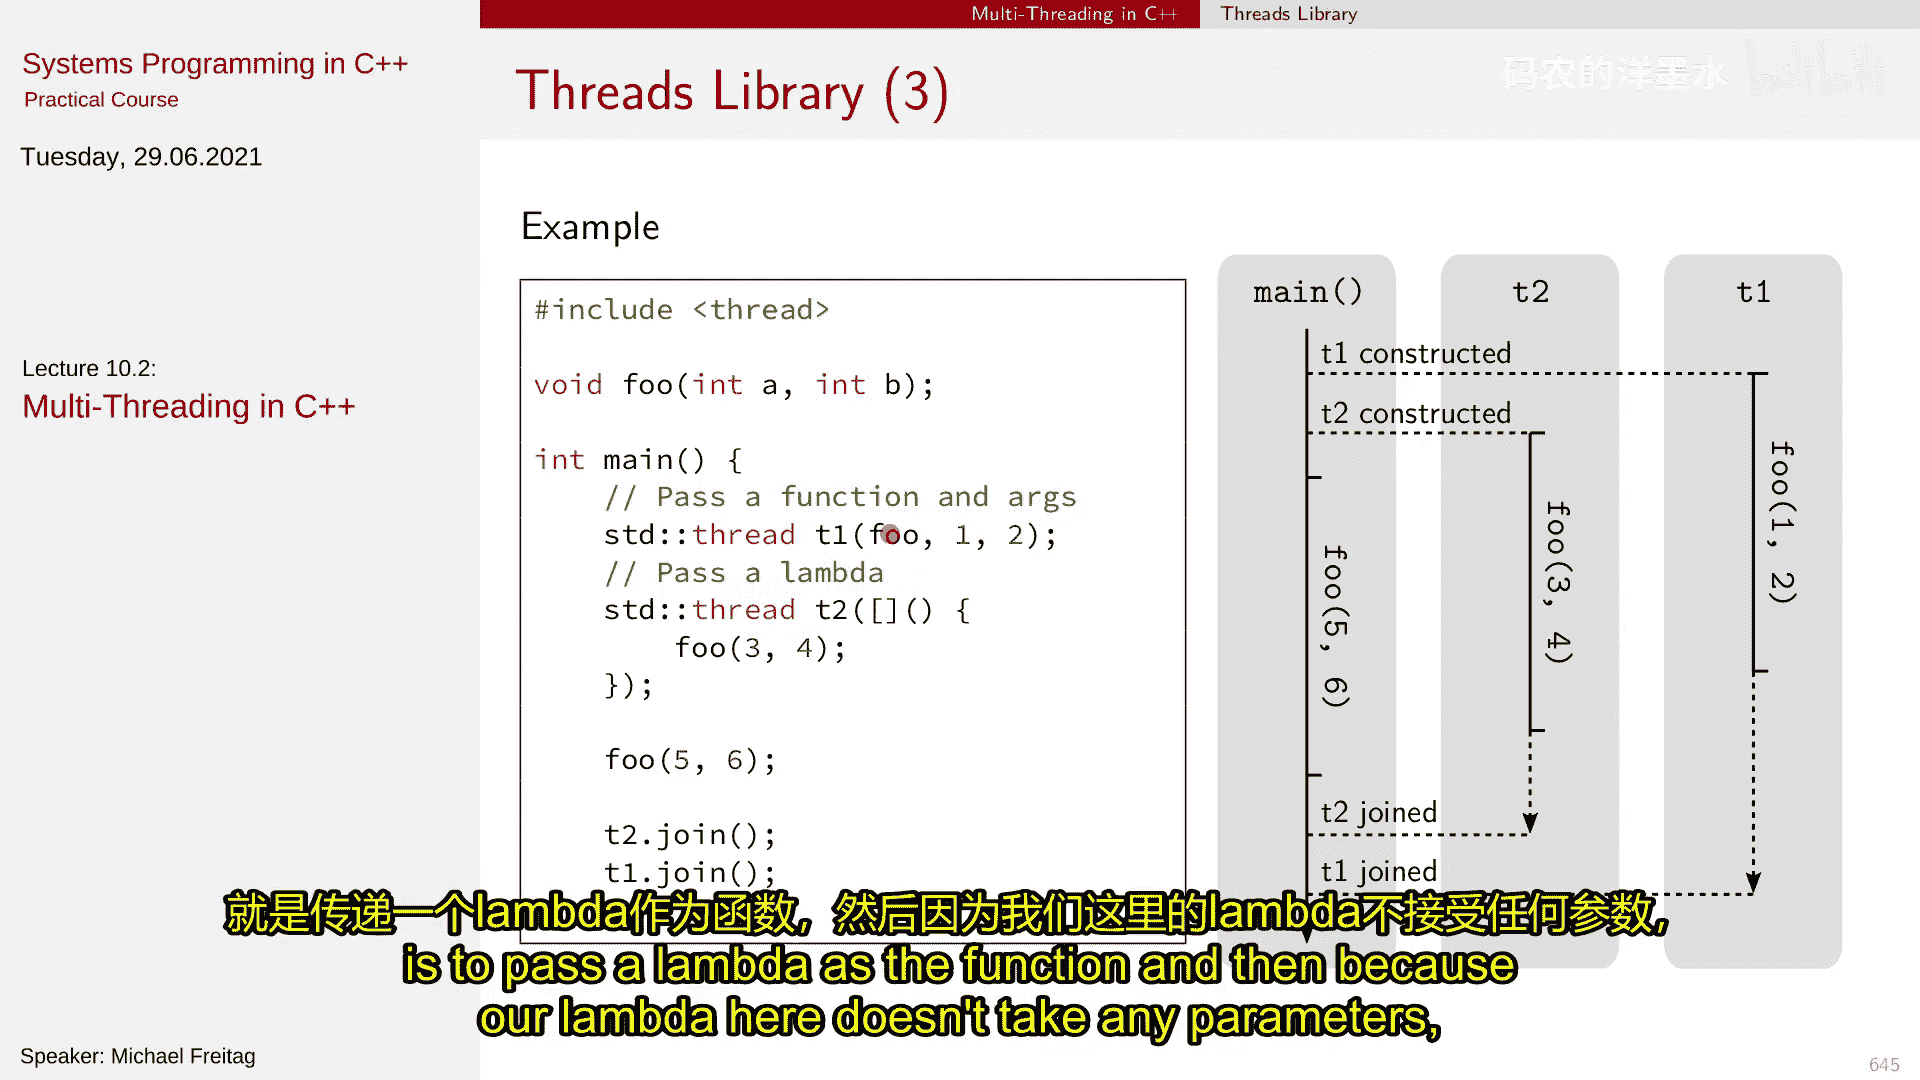 Multi-Threading in C++ Threads Library
Systems Programming in C++
Practical Course
Tuesday, 29.06.2021
Lecture 10.2:
Multi-Threading in C++
Speaker: Michael Freitag
Threads Library (3)
码农的洋墨水 bilibili
Example
#include <thread>
void foo(int a, int b);
int main() {
// Pass a function and args
std::thread t1(foo, 1, 2);
// Pass a lambda
std::thread t2([]() {
foo(3, 4);
});
foo(5, 6);
t2.join();
t1.join();
main() t2 t1
t1 constructed
t2 constructed
foo(5, 6)
foo(3, 4)
foo(1, 2)
t2 joined
t1 joined
就是传递一个lambda作为函数，然后因为我们这里的lambda不接受任何参数，
is to pass a lambda as the function and then because
our lambda here doesn't take any parameters,
645